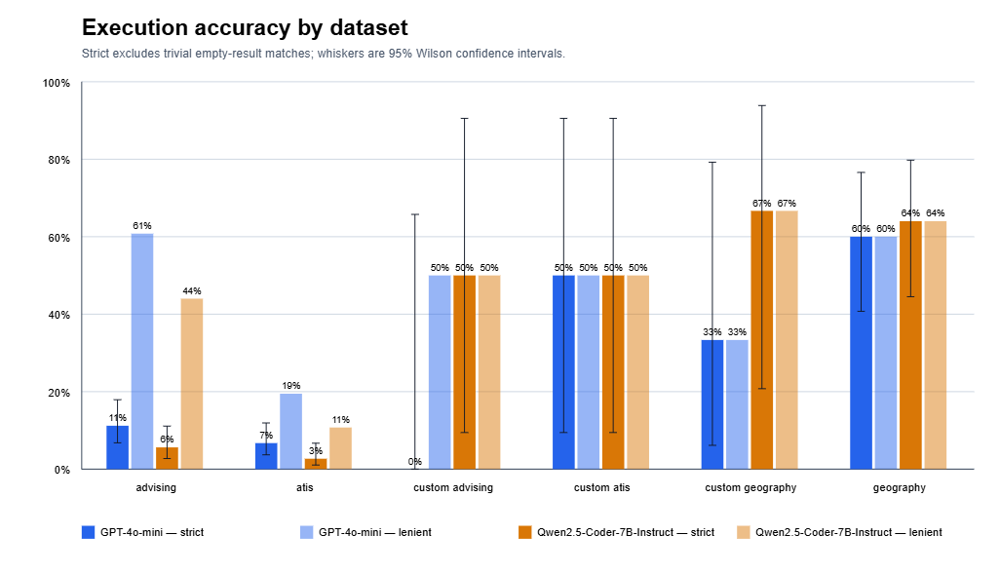 Execution accuracy by dataset
Strict excludes trivial empty-result matches; whiskers are 95% Wilson confidence intervals.
100%
80%
60%
40%
20%
0%
11%
61%
6%
44%
7%
19%
3%
11%
0%
50%
50%
50%
50%
50%
50%
50%
33%
33%
67%
67%
60%
60%
64%
64%
advising
atis
custom advising
custom atis
custom geography
geography
GPT-4o-mini — strict
GPT-4o-mini — lenient
Qwen2.5-Coder-7B-Instruct — strict
Qwen2.5-Coder-7B-Instruct — lenient